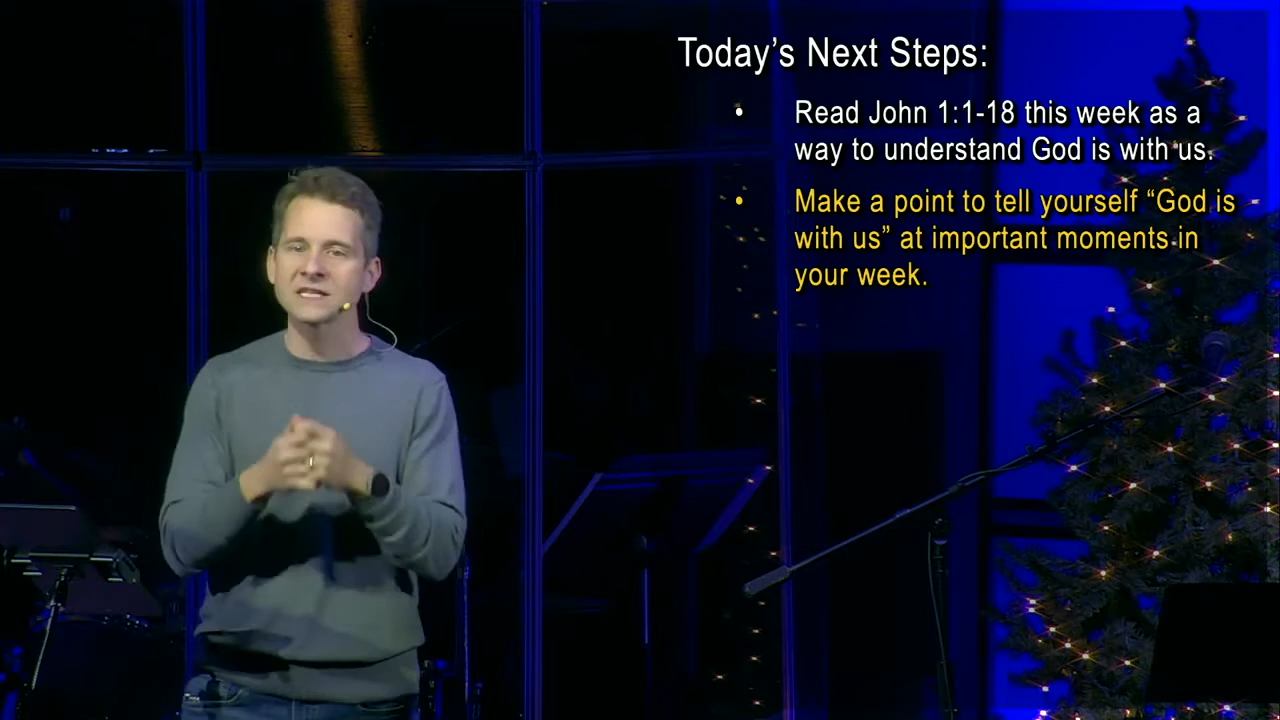 Today’s Next Steps:
• Read John 1:1-18 this week as a
way to understand God is with us.
• Make a point to tell yourself “God is
with us” at important moments in
your week.